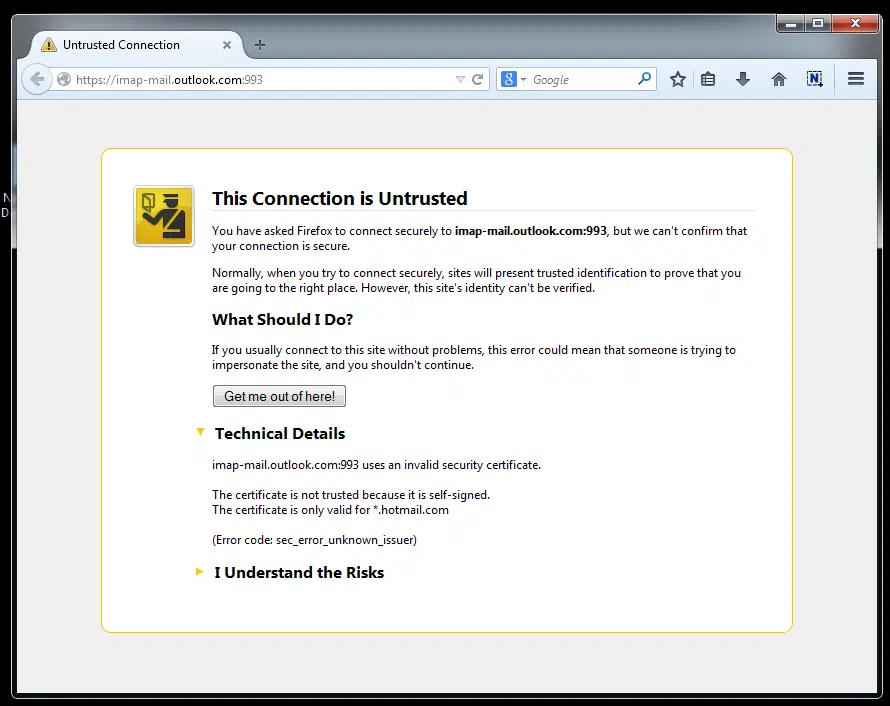 Untrusted Connection
https://imap-mail.outlook.com:993
8
Google
N
This Connection is Untrusted
You have asked Firefox to connect securely to imap-mail.outlook.com:993, but we can't confirm that
your connection is secure.
Normally, when you try to connect securely, sites will present trusted identification to prove that you
are going to the right place. However, this site's identity can't be verified.
What Should I Do?
If you usually connect to this site without problems, this error could mean that someone is trying to
impersonate the site, and you shouldn't continue.
Get me out of here!
Technical Details
imap-mail.outlook.com:993 uses an invalid security certificate.
The certificate is not trusted because it is self-signed.
The certificate is only valid for *.hotmail.com
(Error code: sec_error_unknown_issuer)
I Understand the Risks
N
D